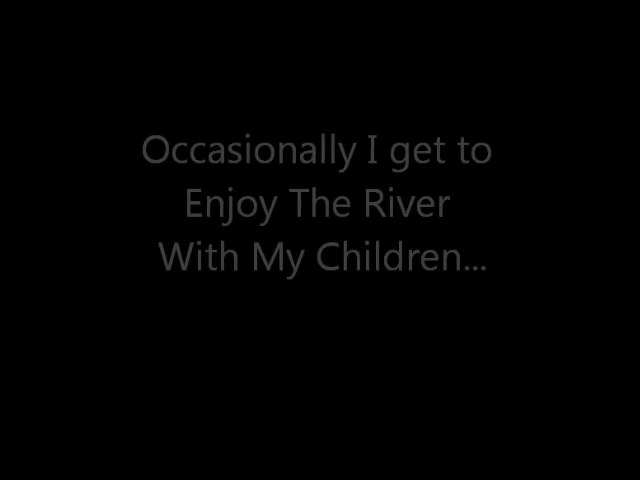 Occasionally I get to
Enjoy The River
With My Children...